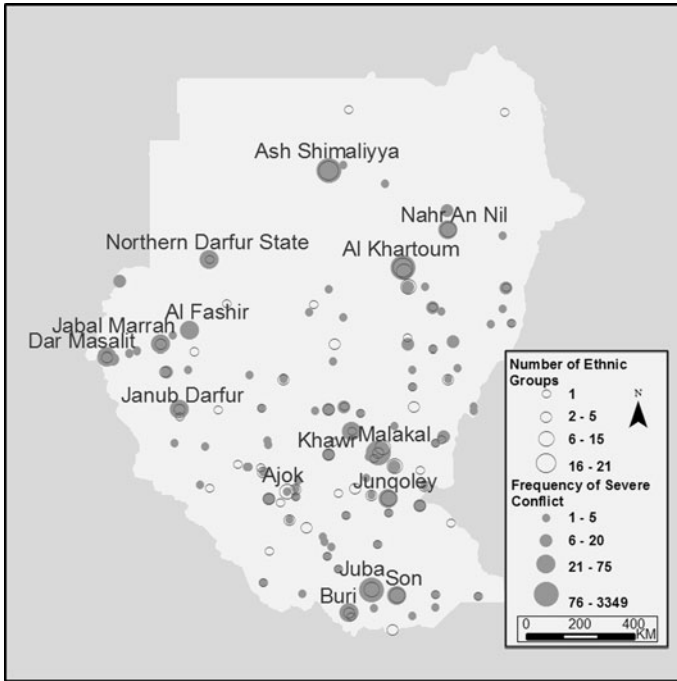 Ash Shimaliyya
Nahr An Nil
Northern Darfur State
Al Khartoum
Al Fashir
Jabal Marrah
Dar Masalit
Janub Darfur
Khawr
Malakal
Ajok
Junqoley
Juba
Son
Buri
Number of Ethnic
Groups
1
N
2 - 5
6 - 15
16 - 21
Frequency of Severe
Conflict
1 - 5
6 - 20
21 - 75
76 - 3349
0 200 400
KM